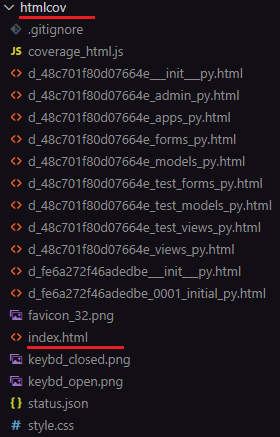 htmlcov
.gitignore
JS coverage_html.js
d_48c701f80d07664e___init___py.html
d_48c701f80d07664e_admin_py.html
d_48c701f80d07664e_apps_py.html
d_48c701f80d07664e_forms_py.html
d_48c701f80d07664e_models_py.html
d_48c701f80d07664e_test_forms_py.html
d_48c701f80d07664e_test_models_py.html
d_48c701f80d07664e_test_views_py.html
d_48c701f80d07664e_views_py.html
d_fe6a272f46adedbe___init___py.html
d_fe6a272f46adedbe_0001_initial_py.html
favicon_32.png
index.html
keybd_closed.png
keybd_open.png
status.json
style.css